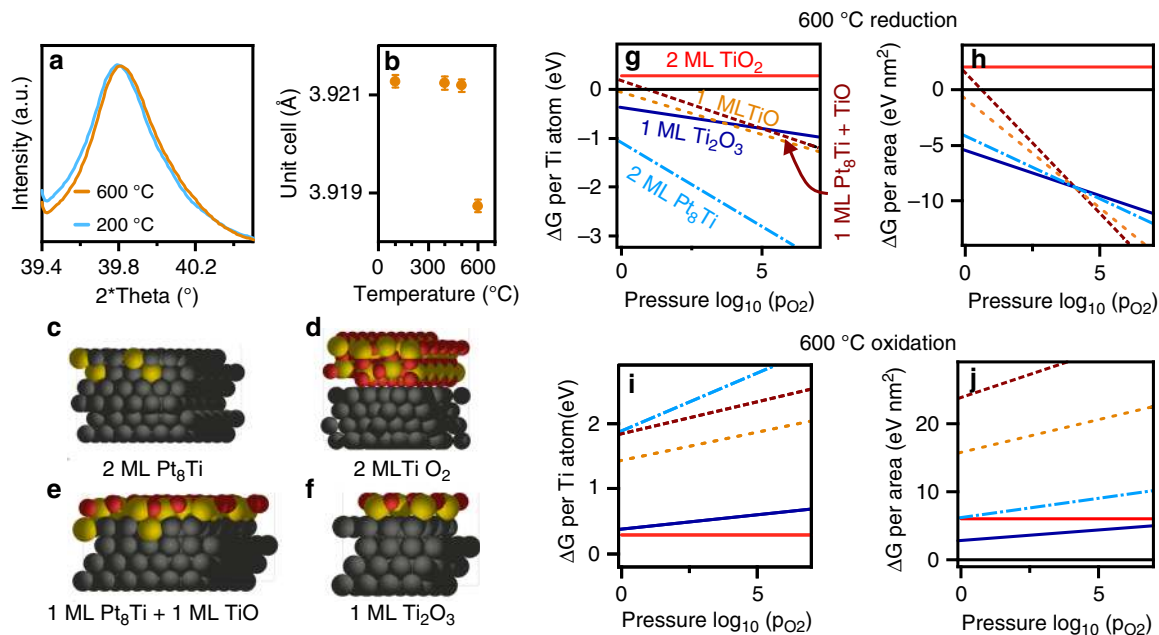 a
Intensity (a.u.)
600 °C
200 °C
39.4 39.8 40.2
2*Theta (°)
b
Unit cell (Å)
3.921
3.919
0 300 600
Temperature (°C)
c
2 ML Pt8Ti
d
2 MLTi O2
e
1 ML Pt8Ti + 1 ML TiO
f
1 ML Ti2O3
600 °C reduction
g
2 ML TiO2
1 MLTiO
1 ML Ti2O3
2 ML Pt8Ti
1 ML Pt8Ti + TiO
ΔG per Ti atom (eV)
0
−1
−2
−3
0 5
Pressure log10 (pO2)
h
ΔG per area (eV nm2)
0
−5
−10
0 5
Pressure log10 (pO2)
600 °C oxidation
i
ΔG per Ti atom(eV)
2
1
0
0 5
Pressure log10 (pO2)
j
ΔG per area (eV nm2)
20
10
0
0 5
Pressure log10 (pO2)